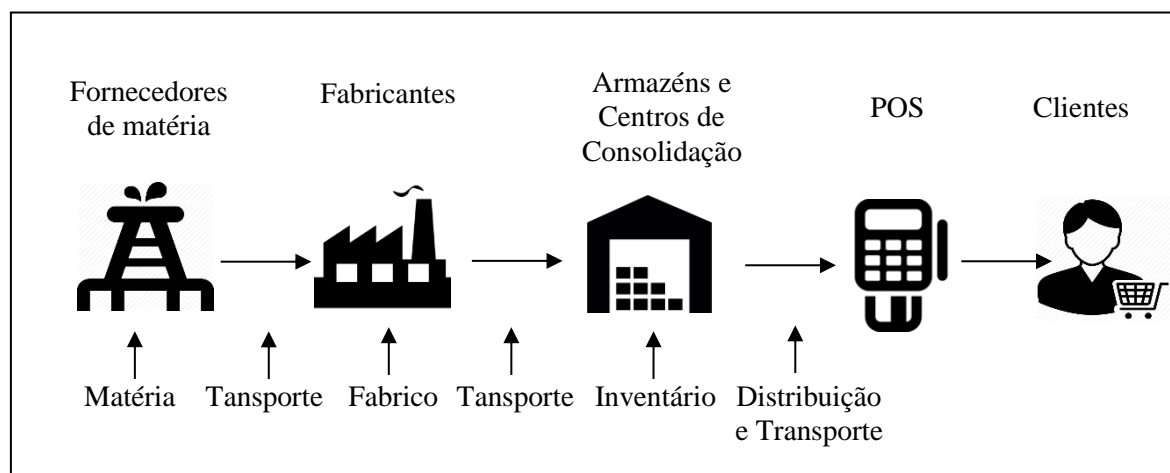 Fornecedores
de matéria
Fabricantes
Armazéns e
Centros de
Consolidação
POS
Clientes
Matéria
Tansporte
Fabrico
Tansporte
Inventário
Distribuição
e Transporte